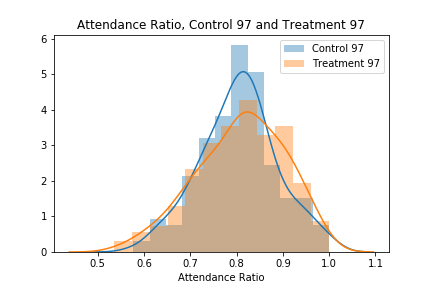 Attendance Ratio, Control 97 and Treatment 97
Control 97
Treatment 97
6
5
4
3
2
1
0
0.5 0.6 0.7 0.8 0.9 1.0 1.1
Attendance Ratio